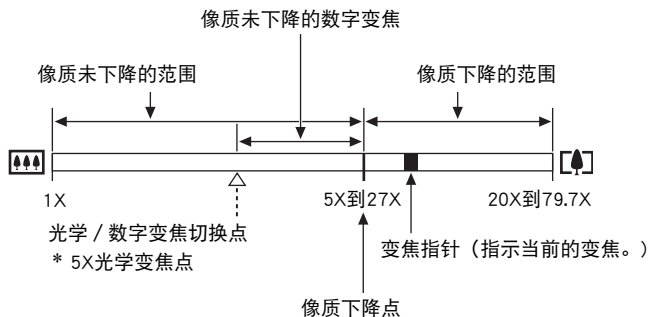 像质未下降的数字变焦
像质未下降的范围
像质下降的范围
1X
5X到27X
20X到79.7X
光学 / 数字变焦切换点
* 5X光学变焦点
变焦指针（指示当前的变焦。）
像质下降点